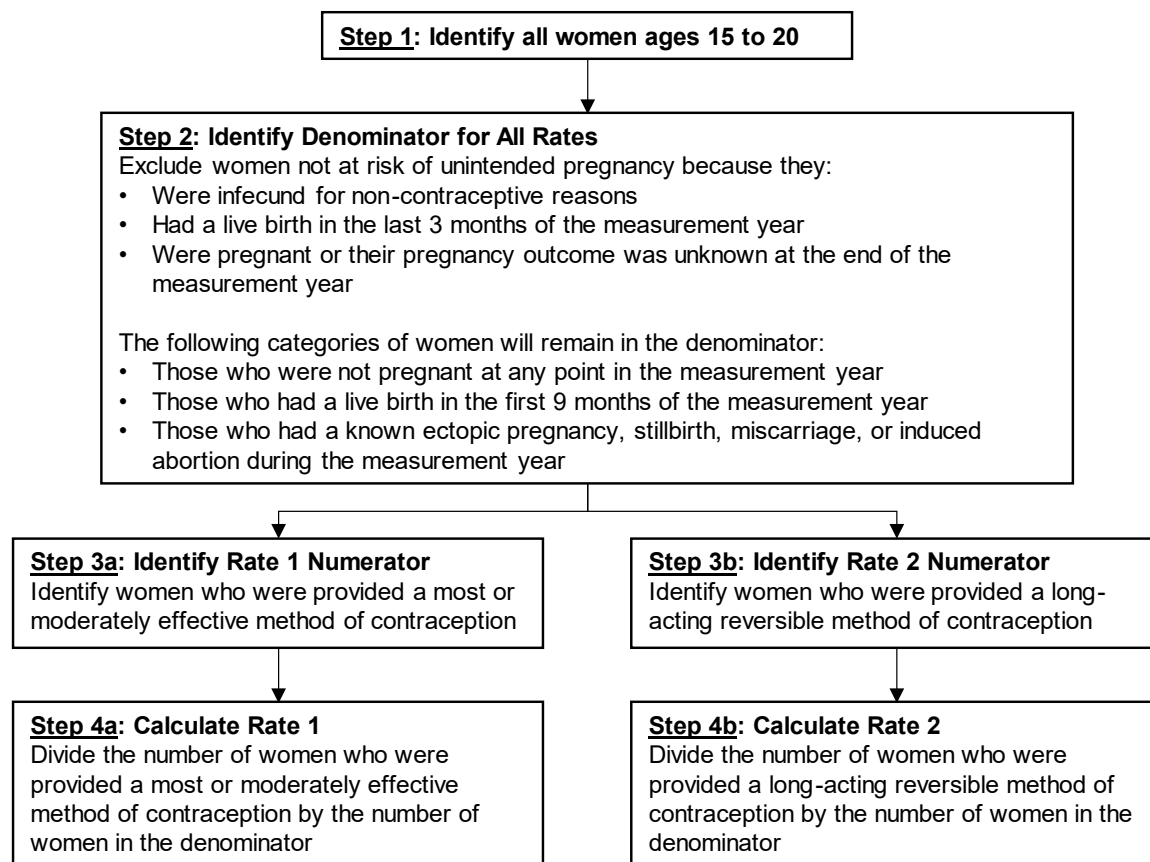 Step 1: Identify all women ages 15 to 20
Step 2: Identify Denominator for All Rates
Exclude women not at risk of unintended pregnancy because they:
• Were infecund for non-contraceptive reasons
• Had a live birth in the last 3 months of the measurement year
• Were pregnant or their pregnancy outcome was unknown at the end of the
measurement year
The following categories of women will remain in the denominator:
• Those who were not pregnant at any point in the measurement year
• Those who had a live birth in the first 9 months of the measurement year
• Those who had a known ectopic pregnancy, stillbirth, miscarriage, or induced
abortion during the measurement year
Step 3a: Identify Rate 1 Numerator
Identify women who were provided a most or
moderately effective method of contraception
Step 3b: Identify Rate 2 Numerator
Identify women who were provided a long-
acting reversible method of contraception
Step 4a: Calculate Rate 1
Divide the number of women who were
provided a most or moderately effective
method of contraception by the number of
women in the denominator
Step 4b: Calculate Rate 2
Divide the number of women who were
provided a long-acting reversible method of
contraception by the number of women in the
denominator